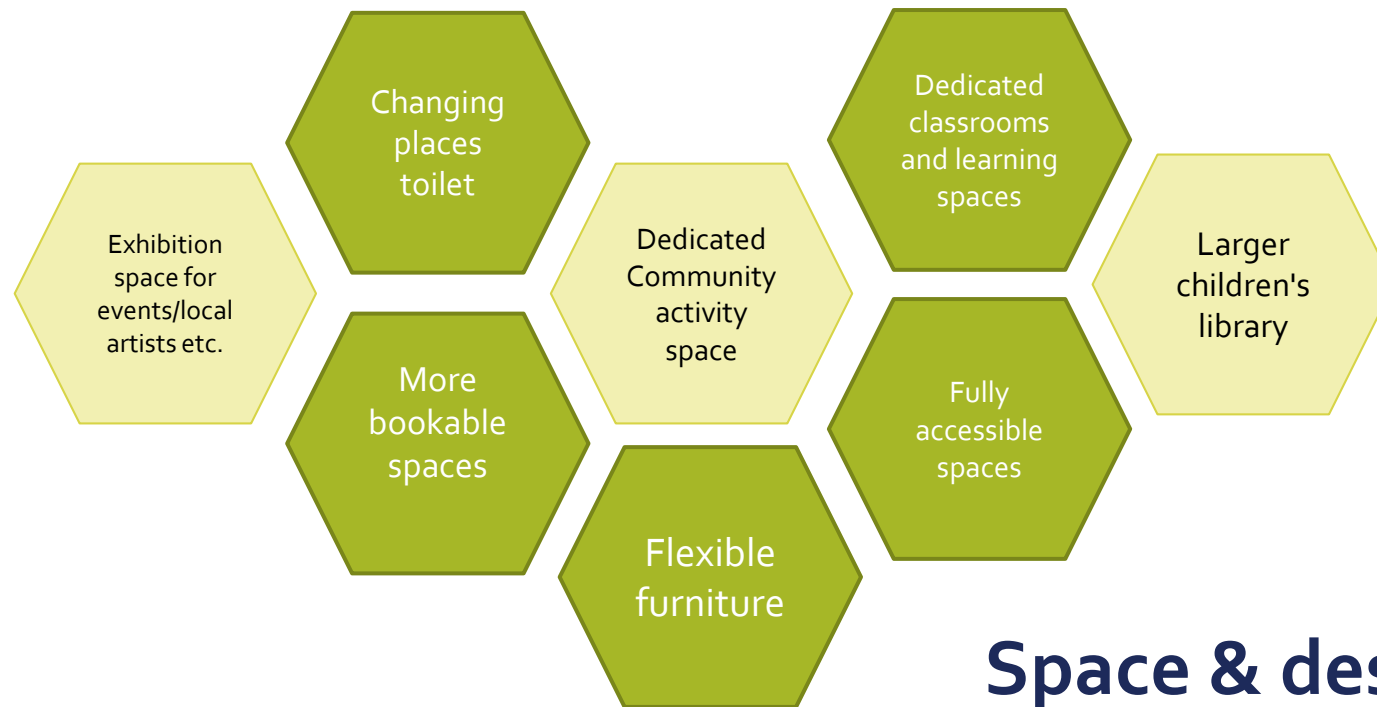 Changing
places
toilet
Dedicated
classrooms
and learning
spaces
Exhibition
space for
events/local
artists etc.
Dedicated
Community
activity
space
Larger
children's
library
More
bookable
spaces
Fully
accessible
spaces
Flexible
furniture
Space & des